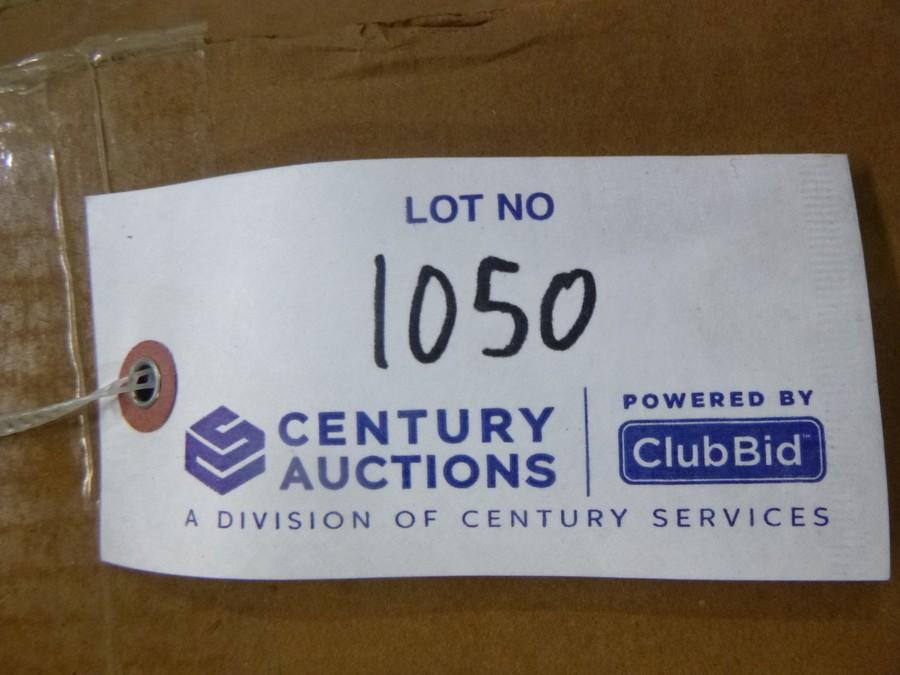 LOT NO
1050
CENTURY
AUCTIONS
POWERED BY
ClubBid™
A DIVISION OF CENTURY SERVICES